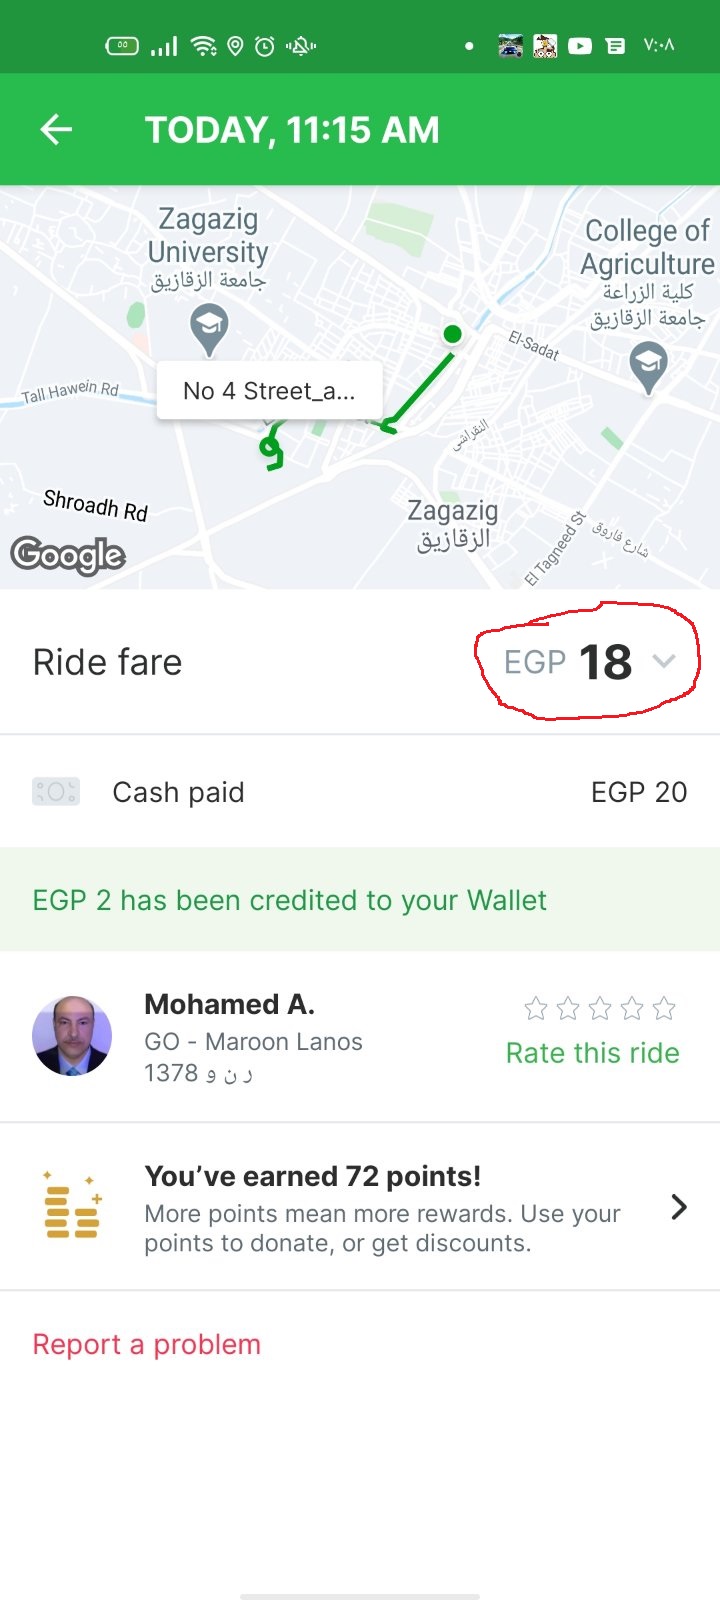 ٧:٠٨
TODAY, 11:15 AM
Zagazig
University
جامعة الزقازيق
College of
Agriculture
كلية الزراعة
جامعة الزقازيق
El-Sadat
Tall Hawein Rd
No 4 Street_a...
النقراشي
Shroadh Rd
Zagazig
الزقازيق
El Tagneed St
شارع فاروق
Google
Ride fare
EGP 18
Cash paid
EGP 20
EGP 2 has been credited to your Wallet
Mohamed A.
GO - Maroon Lanos
1378 ر ن و
Rate this ride
You've earned 72 points!
More points mean more rewards. Use your
points to donate, or get discounts.
Report a problem